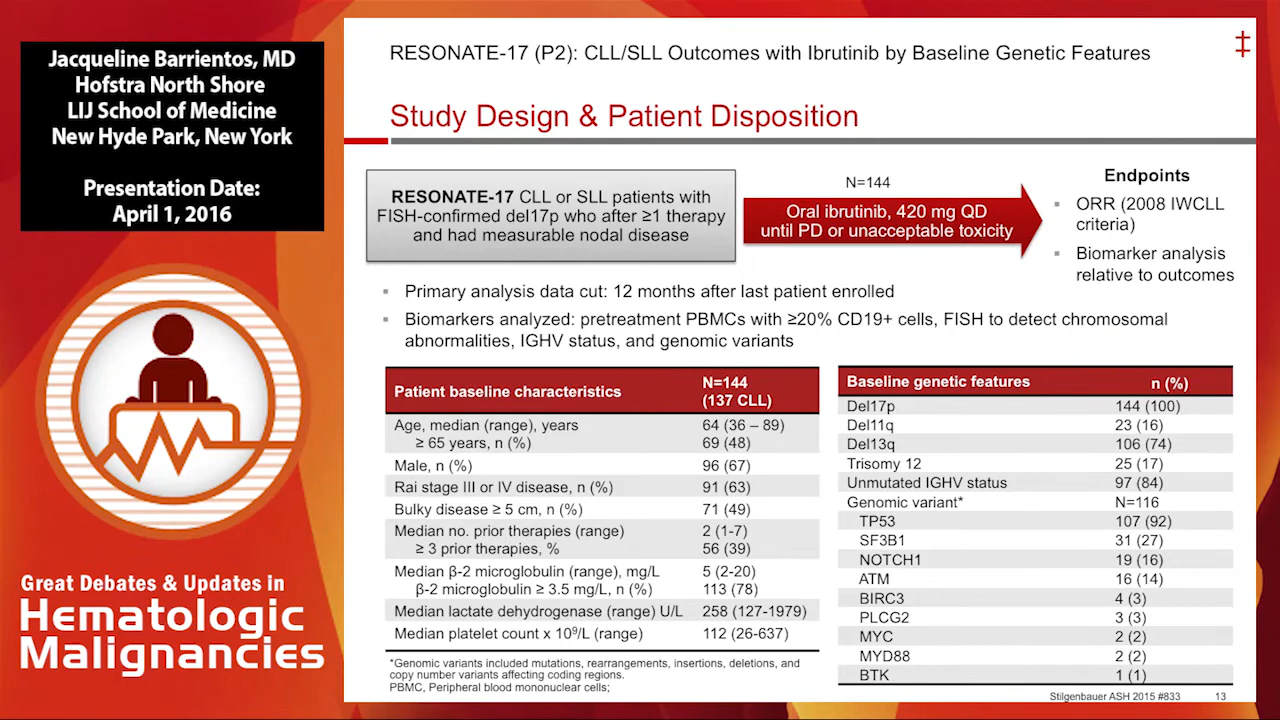 Jacqueline Barrientos, MD
Hofstra North Shore
LIJ School of Medicine
New Hyde Park, New York
Presentation Date:
April 1, 2016
Great Debates & Updates in
Hematologic
Malignancies
RESONATE-17 (P2): CLL/SLL Outcomes with Ibrutinib by Baseline Genetic Features
‡
Study Design & Patient Disposition
RESONATE-17 CLL or SLL patients with
FISH-confirmed del17p who after ≥1 therapy
and had measurable nodal disease
N=144
Oral ibrutinib, 420 mg QD
until PD or unacceptable toxicity
Endpoints
▪ ORR (2008 IWCLL
criteria)
▪ Biomarker analysis
relative to outcomes
▪ Primary analysis data cut: 12 months after last patient enrolled
▪ Biomarkers analyzed: pretreatment PBMCs with ≥20% CD19+ cells, FISH to detect chromosomal
abnormalities, IGHV status, and genomic variants
Patient baseline characteristics N=144
(137 CLL)
Age, median (range), years 64 (36 – 89)
≥ 65 years, n (%) 69 (48)
Male, n (%) 96 (67)
Rai stage III or IV disease, n (%) 91 (63)
Bulky disease ≥ 5 cm, n (%) 71 (49)
Median no. prior therapies (range) 2 (1-7)
≥ 3 prior therapies, % 56 (39)
Median β-2 microglobulin (range), mg/L 5 (2-20)
β-2 microglobulin ≥ 3.5 mg/L, n (%) 113 (78)
Median lactate dehydrogenase (range) U/L 258 (127-1979)
Median platelet count x 10⁹/L (range) 112 (26-637)
*Genomic variants included mutations, rearrangements, insertions, deletions, and
copy number variants affecting coding regions.
PBMC, Peripheral blood mononuclear cells;
Baseline genetic features n (%)
Del17p 144 (100)
Del11q 23 (16)
Del13q 106 (74)
Trisomy 12 25 (17)
Unmutated IGHV status 97 (84)
Genomic variant* N=116
TP53 107 (92)
SF3B1 31 (27)
NOTCH1 19 (16)
ATM 16 (14)
BIRC3 4 (3)
PLCG2 3 (3)
MYC 2 (2)
MYD88 2 (2)
BTK 1 (1)
Stilgenbauer ASH 2015 #833 13